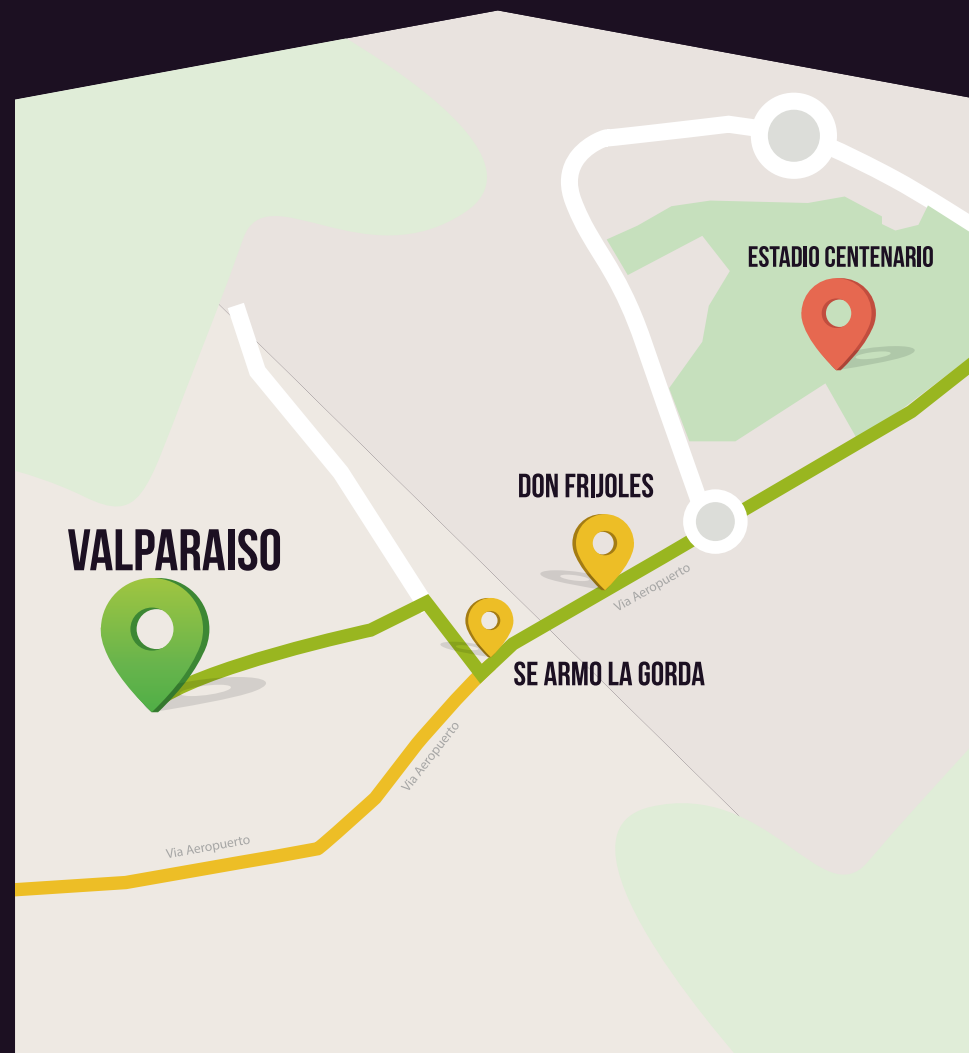 ESTADIO CENTENARIO
DON FRIJOLES
VALPARAISO
Via Aeropuerto
SE ARMO LA GORDA
Via Aeropuerto
Via Aeropuerto